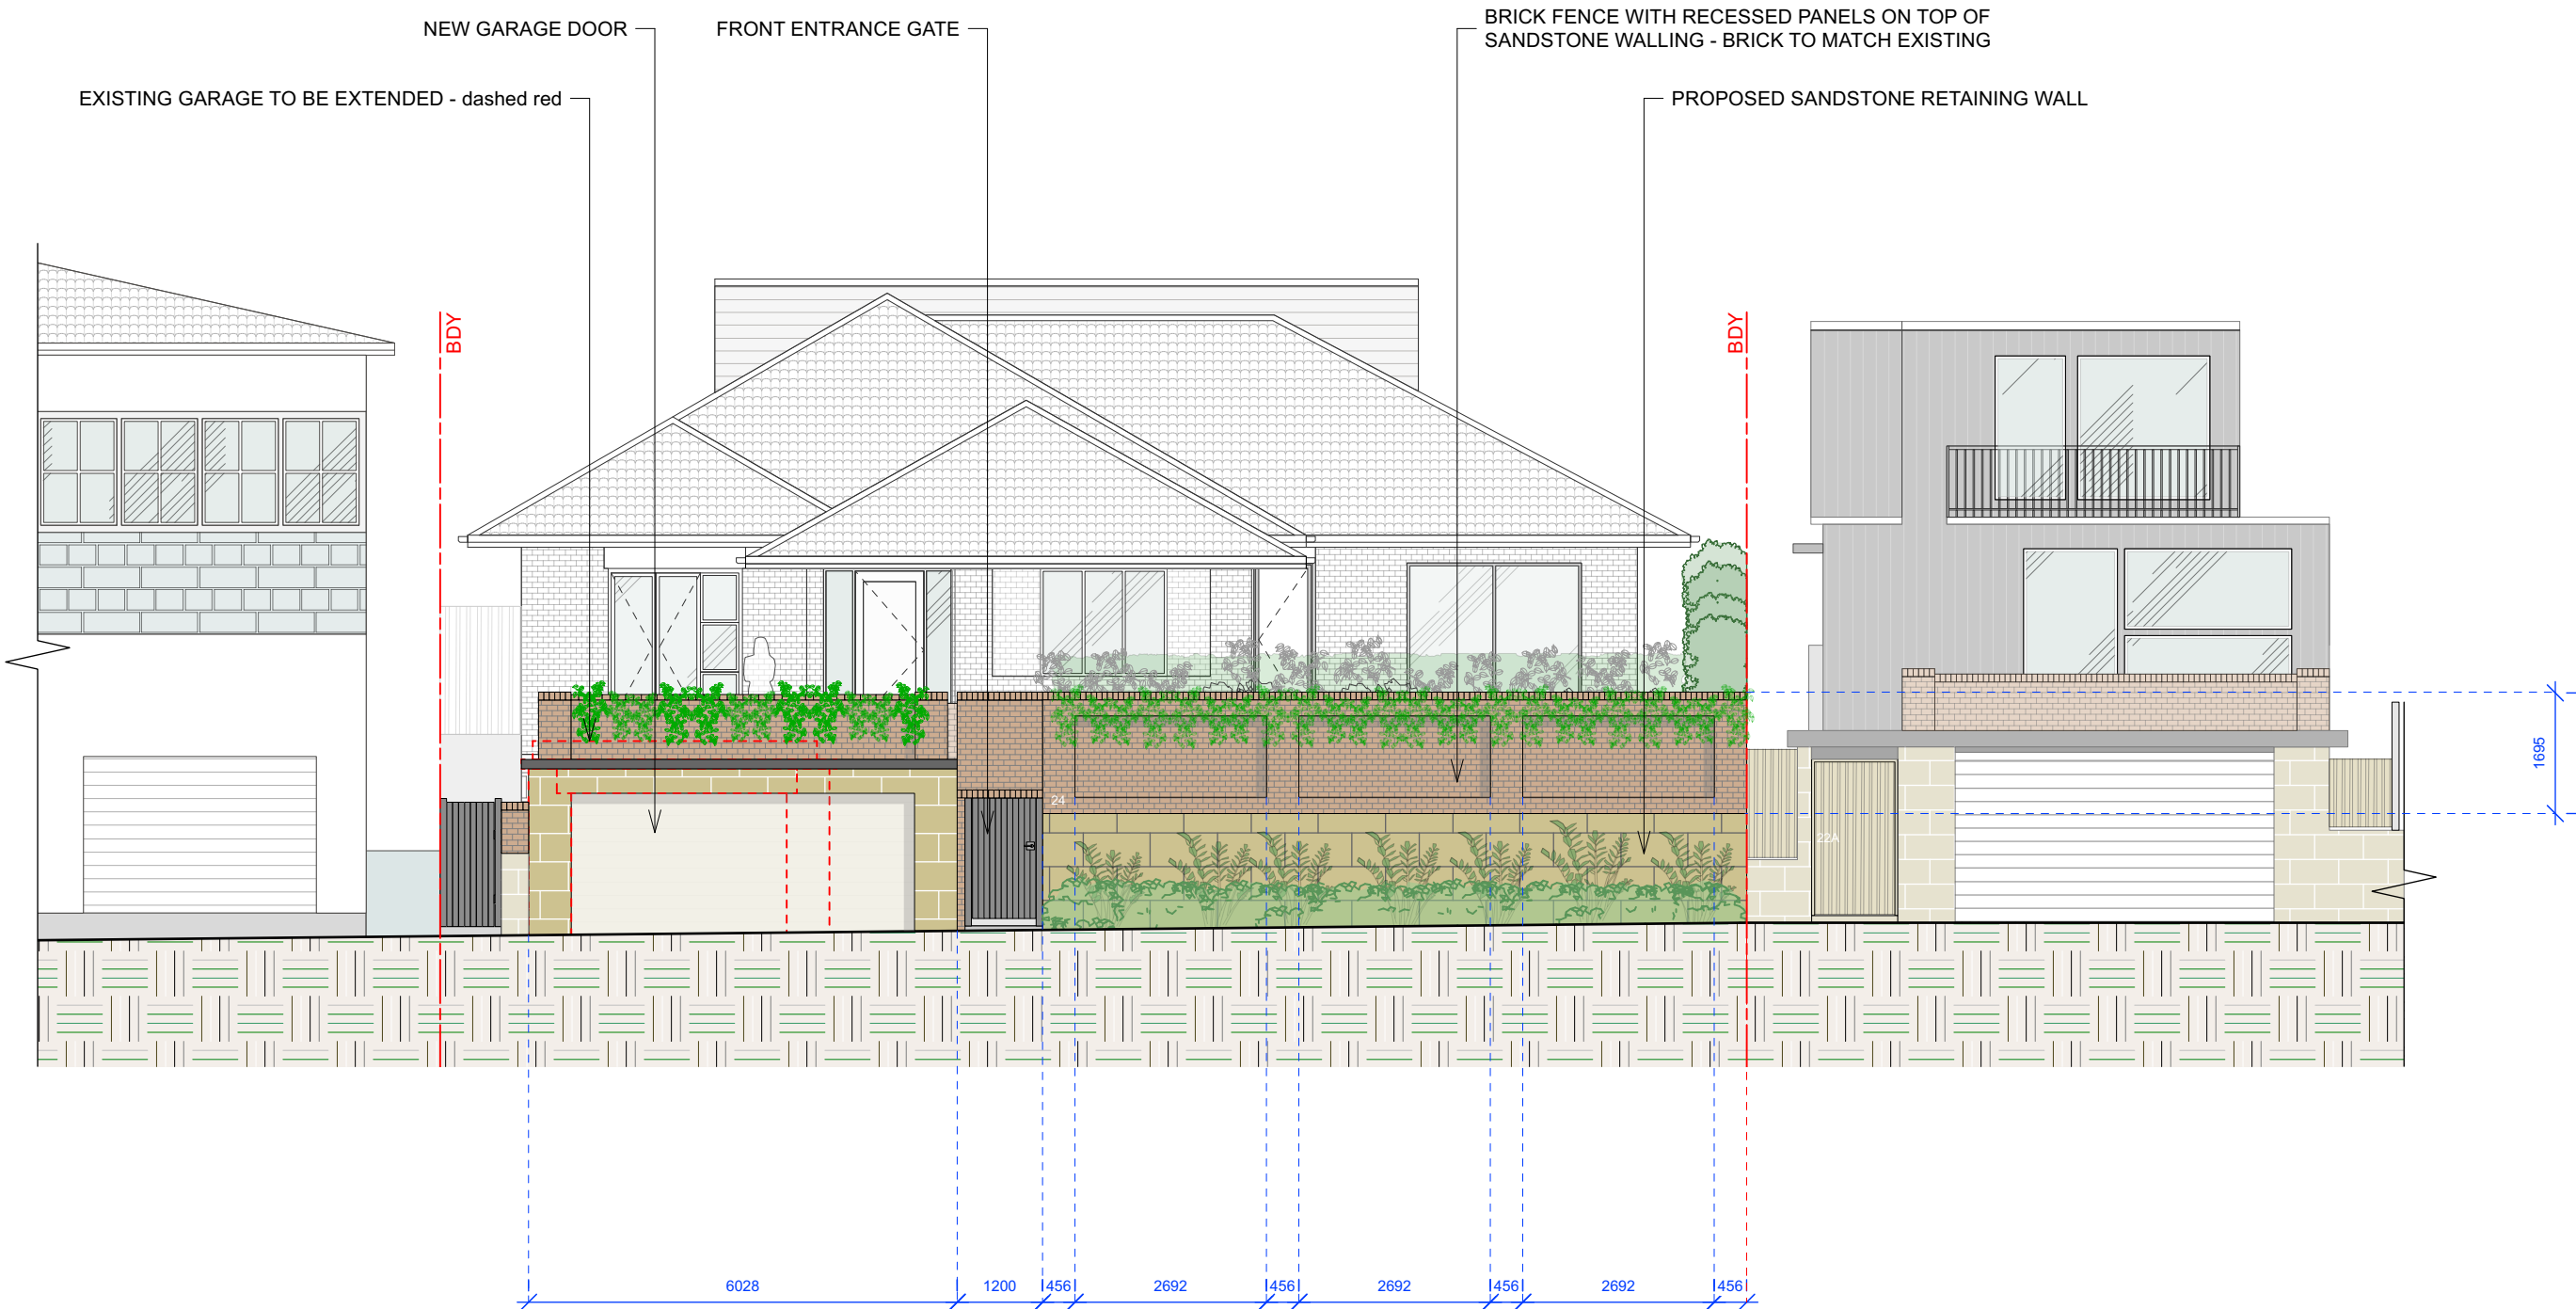 NEW GARAGE DOOR
FRONT ENTRANCE GATE
BRICK FENCE WITH RECESSED PANELS ON TOP OF
SANDSTONE WALLING - BRICK TO MATCH EXISTING
EXISTING GARAGE TO BE EXTENDED - dashed red
PROPOSED SANDSTONE RETAINING WALL
BDY
BDY
1695
24
22A
6028
1200
456
2692
456
2692
456
2692
456